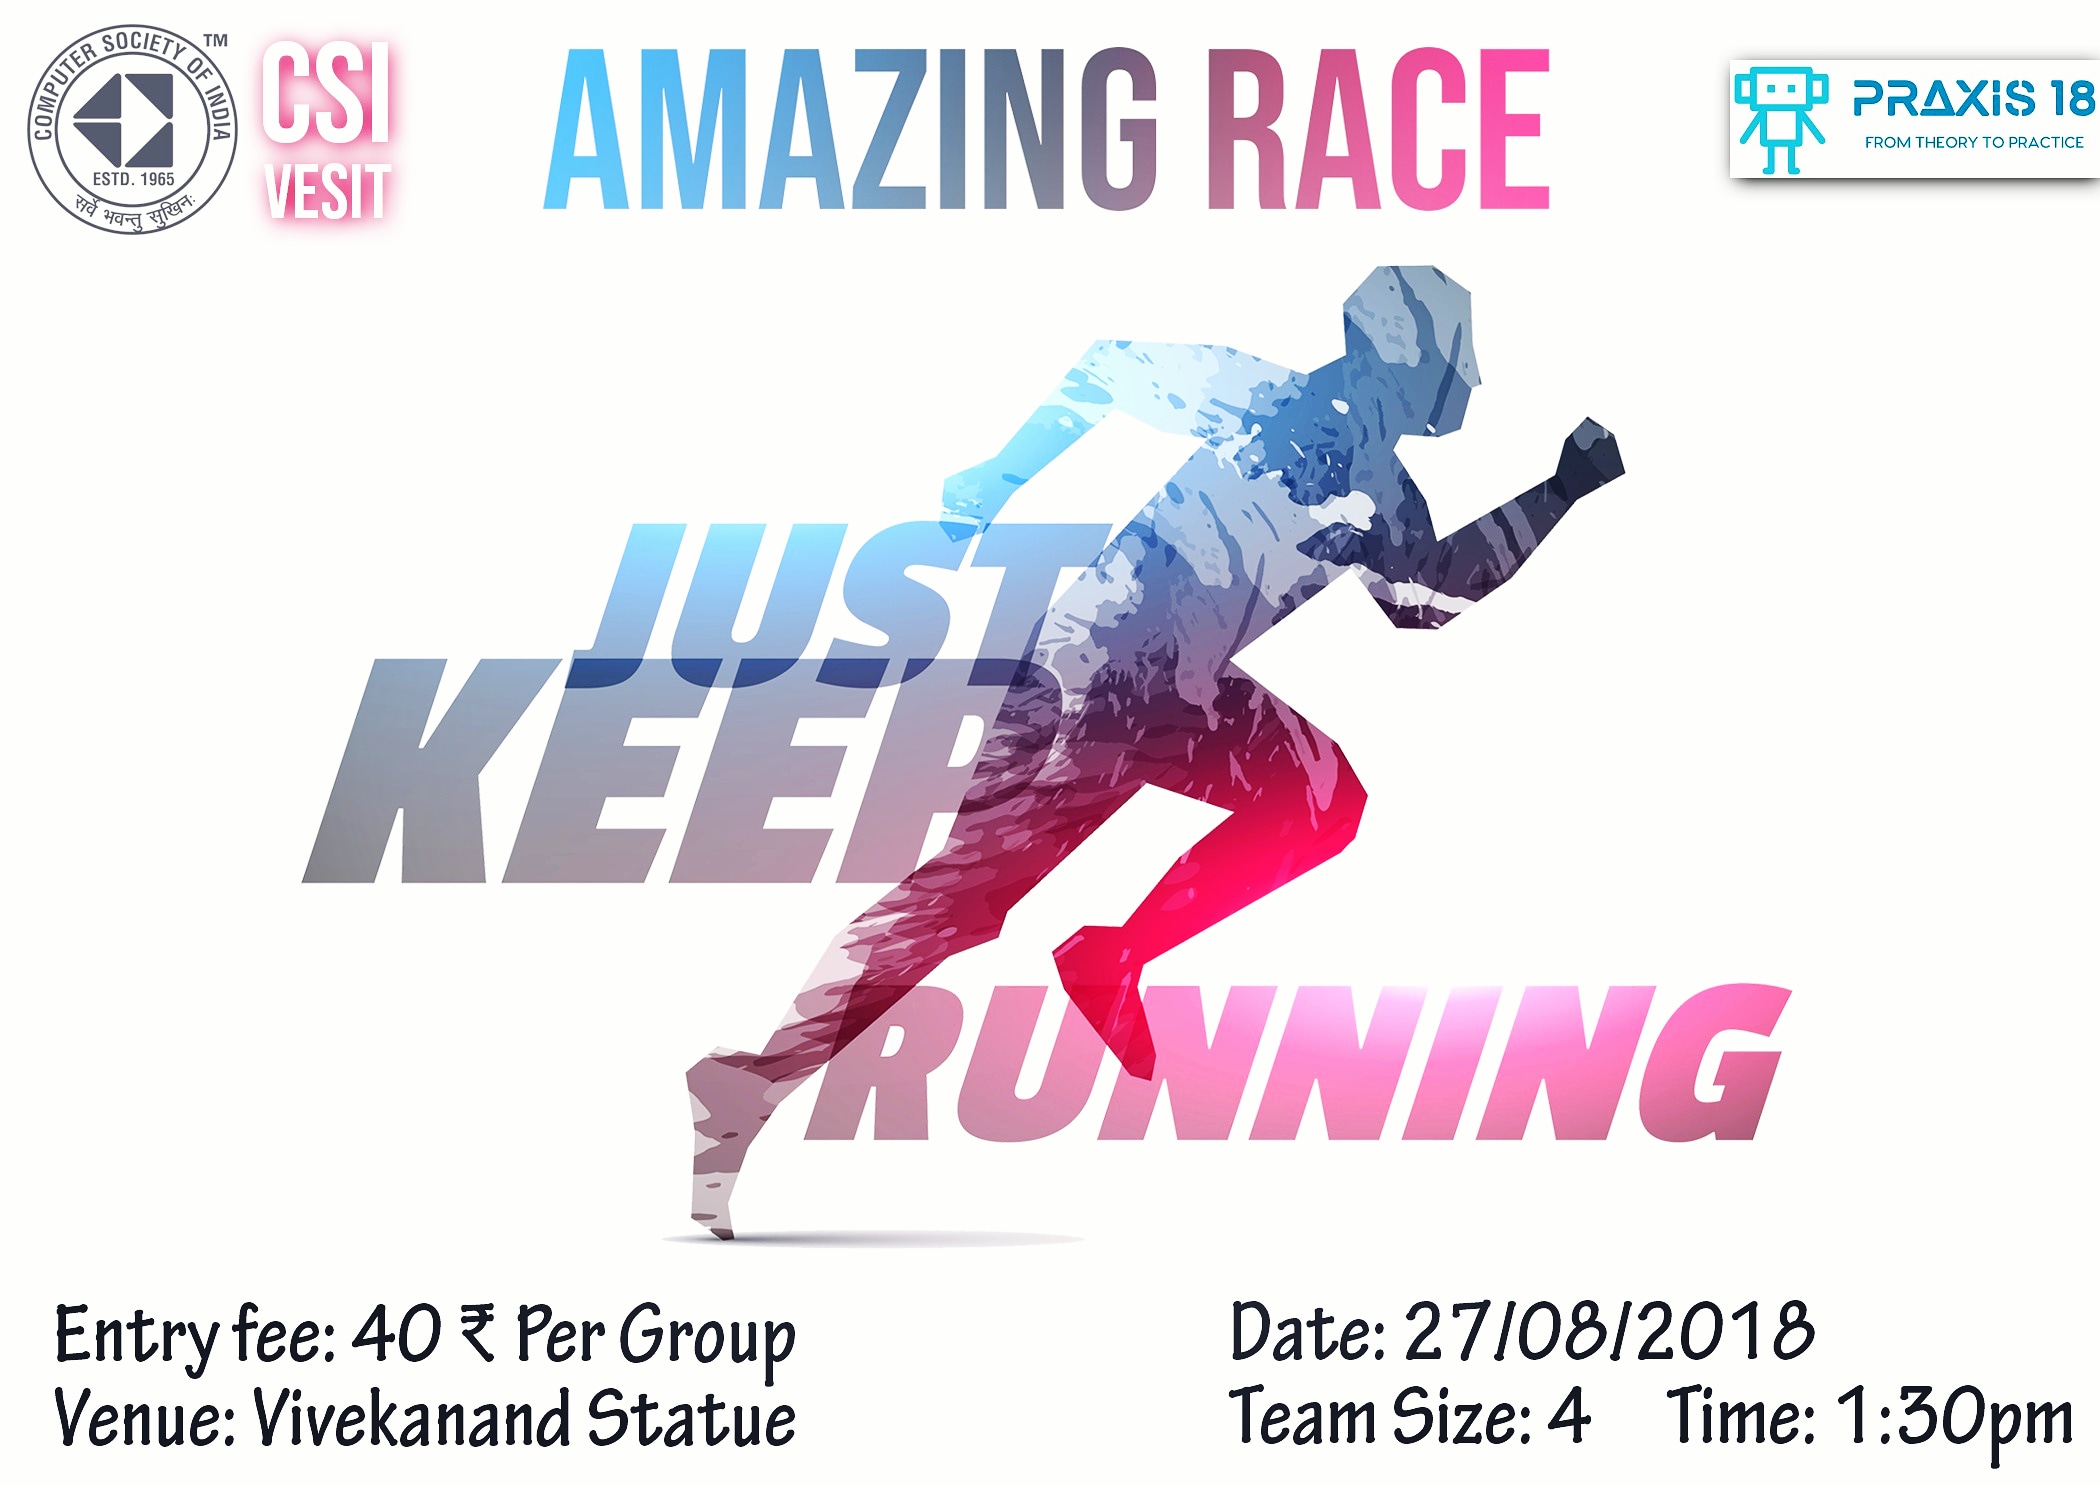 COMPUTER SOCIETY OF INDIA
TM
ESTD. 1965
सर्वे भवन्तु सुखिनः
CSI
VESIT
AMAZING RACE
PRAXiS 18
FROM THEORY TO PRACTICE
JUST
KEEP
RUNNING
Entry fee: 40 ₹ Per Group
Venue: Vivekanand Statue
Date: 27/08/2018
Team Size: 4 Time: 1:30pm